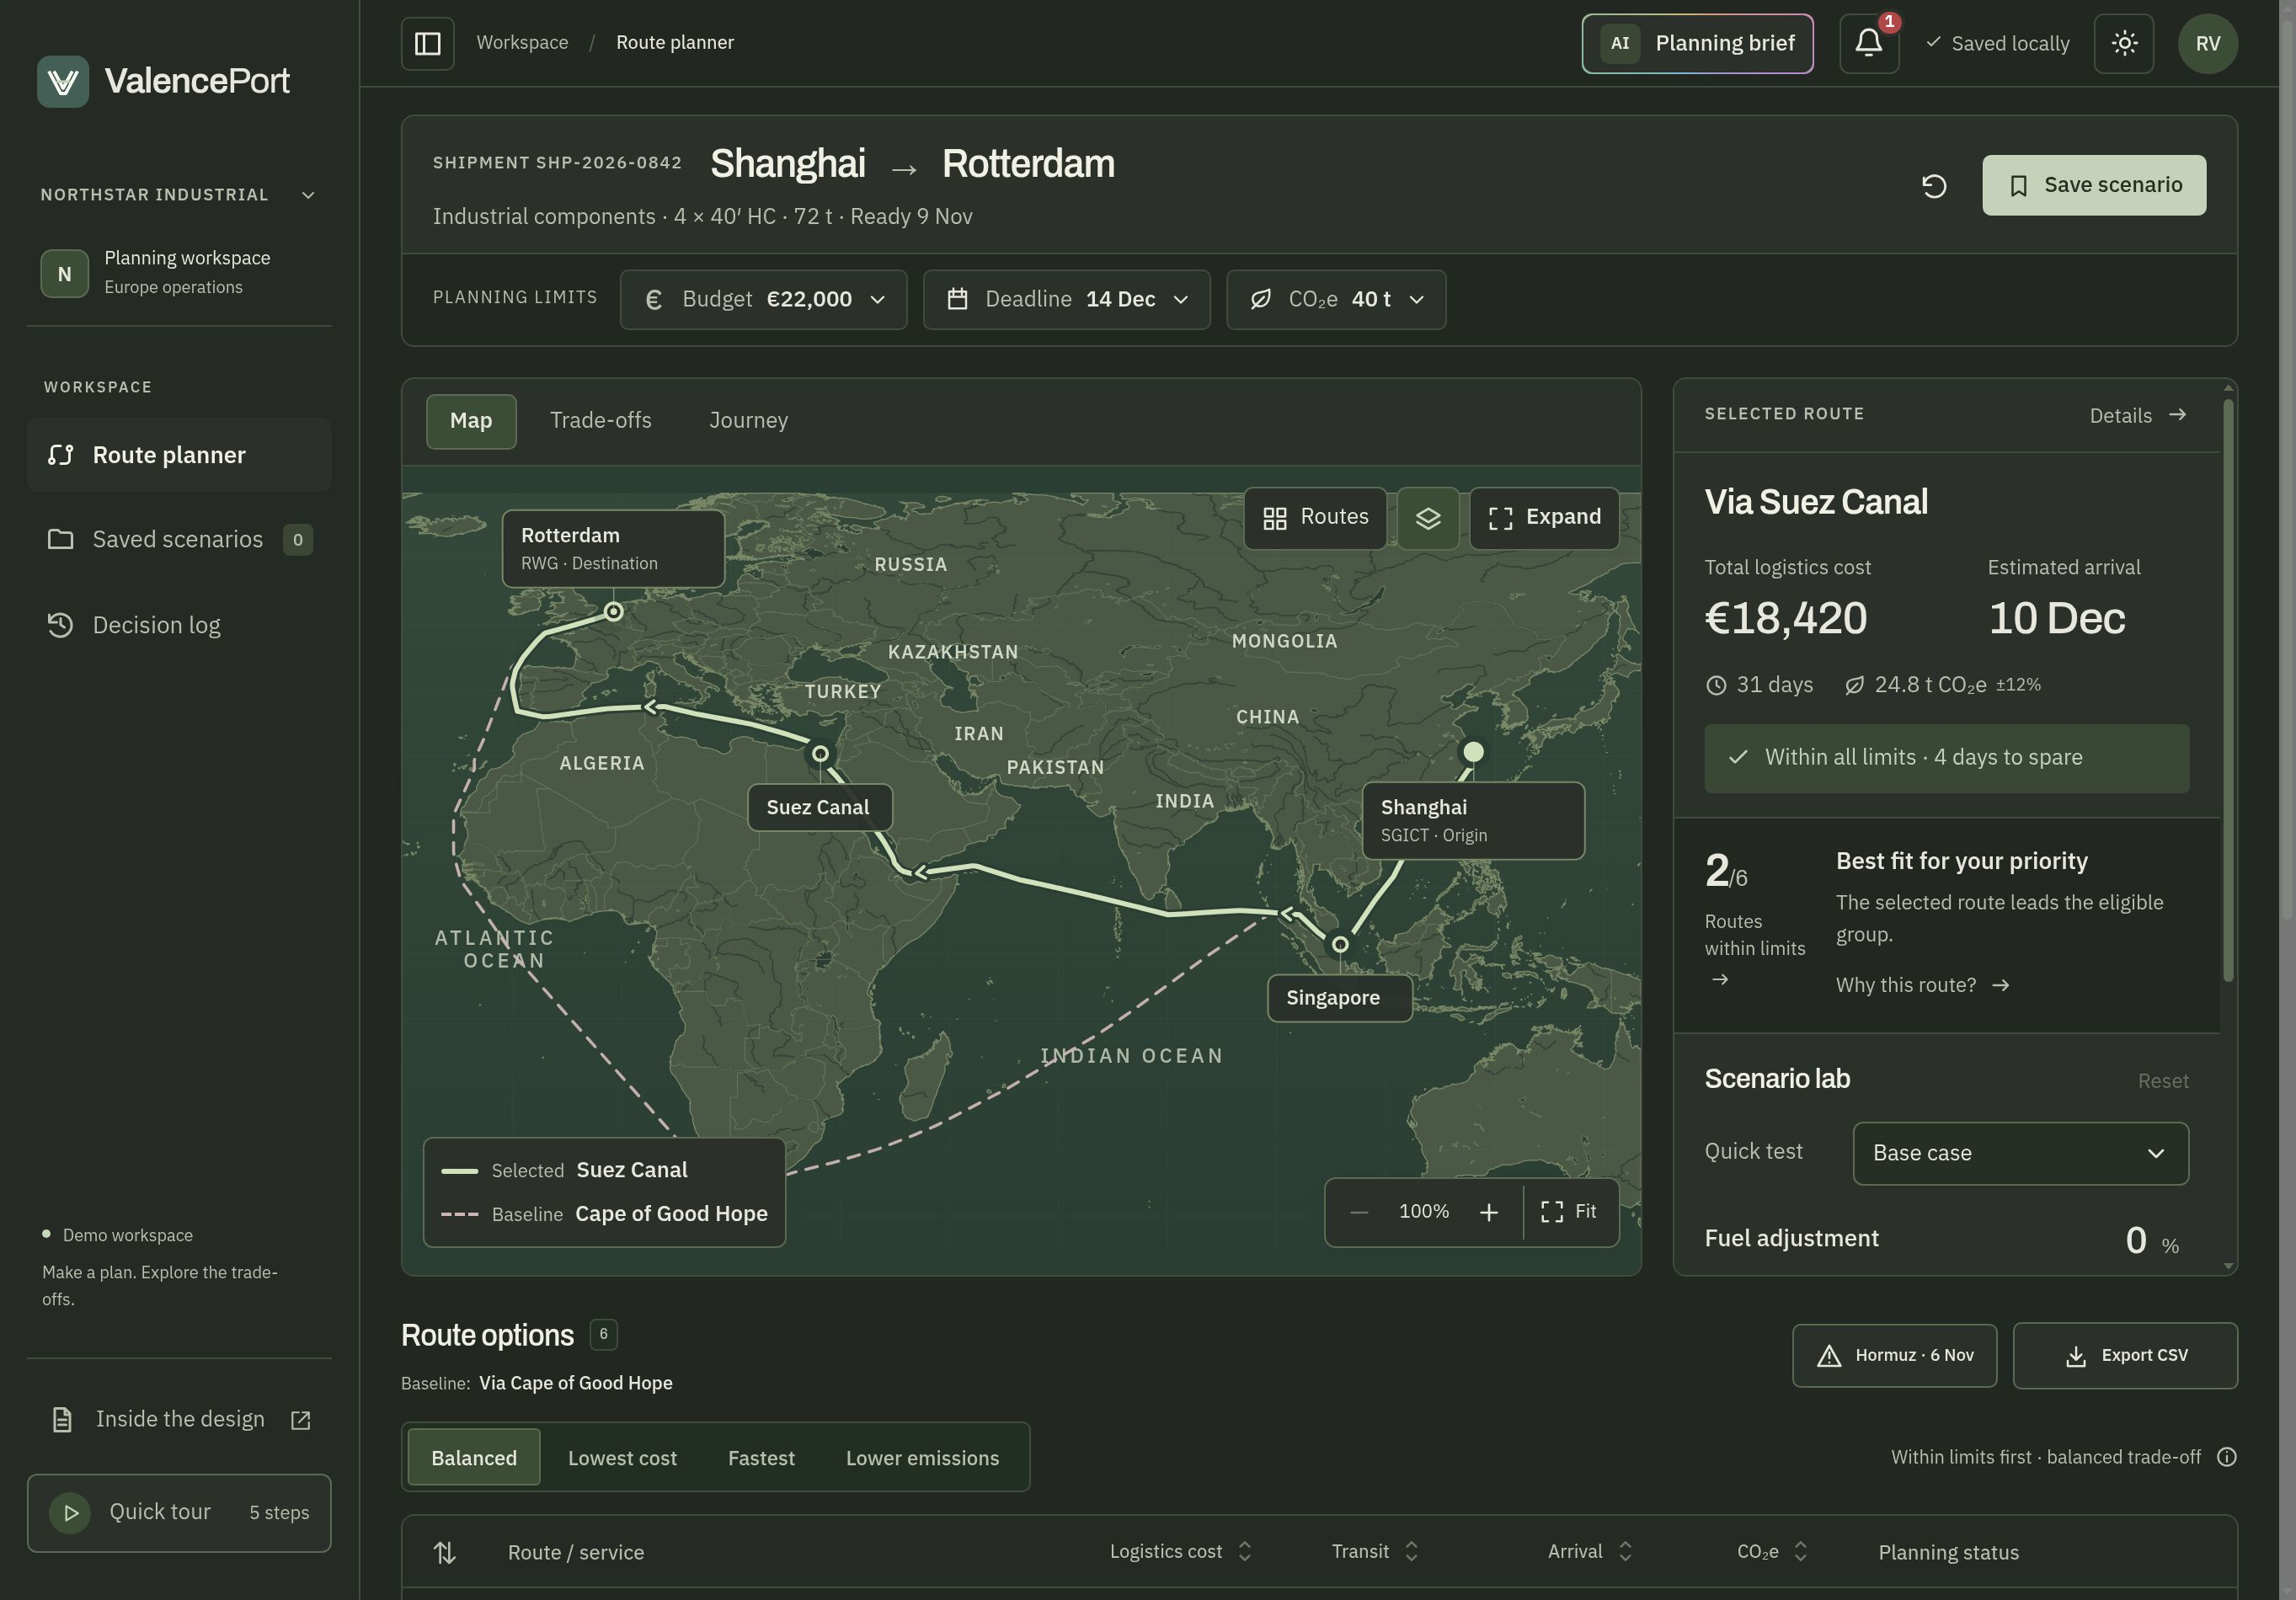 ValencePort
NORTHSTAR INDUSTRIAL
N
Planning workspace
Europe operations
WORKSPACE
Route planner
Saved scenarios 0
Decision log
Demo workspace
Make a plan. Explore the trade-
offs.
Inside the design
Quick tour 5 steps
Workspace / Route planner
AI Planning brief
1
Saved locally
RV
SHIPMENT SHP-2026-0842 Shanghai → Rotterdam
Industrial components · 4 × 40′ HC · 72 t · Ready 9 Nov
Save scenario
PLANNING LIMITS
€ Budget €22,000
Deadline 14 Dec
CO₂e 40 t
Map Trade-offs Journey
Routes
Expand
Rotterdam
RWG · Destination
RUSSIA
KAZAKHSTAN
MONGOLIA
TURKEY
CHINA
IRAN
ALGERIA
PAKISTAN
INDIA
Suez Canal
Shanghai
SGICT · Origin
ATLANTIC
OCEAN
Singapore
INDIAN OCEAN
Selected Suez Canal
Baseline Cape of Good Hope
− 100% + Fit
SELECTED ROUTE Details →
Via Suez Canal
Total logistics cost Estimated arrival
€18,420 10 Dec
31 days 24.8 t CO₂e ±12%
Within all limits · 4 days to spare
2/6
Routes
within limits
→
Best fit for your priority
The selected route leads the eligible
group.
Why this route? →
Scenario lab Reset
Quick test Base case
Fuel adjustment 0 %
Route options 6
Baseline: Via Cape of Good Hope
Hormuz · 6 Nov
Export CSV
Balanced Lowest cost Fastest Lower emissions
Within limits first · balanced trade-off
Route / service Logistics cost Transit Arrival CO₂e Planning status